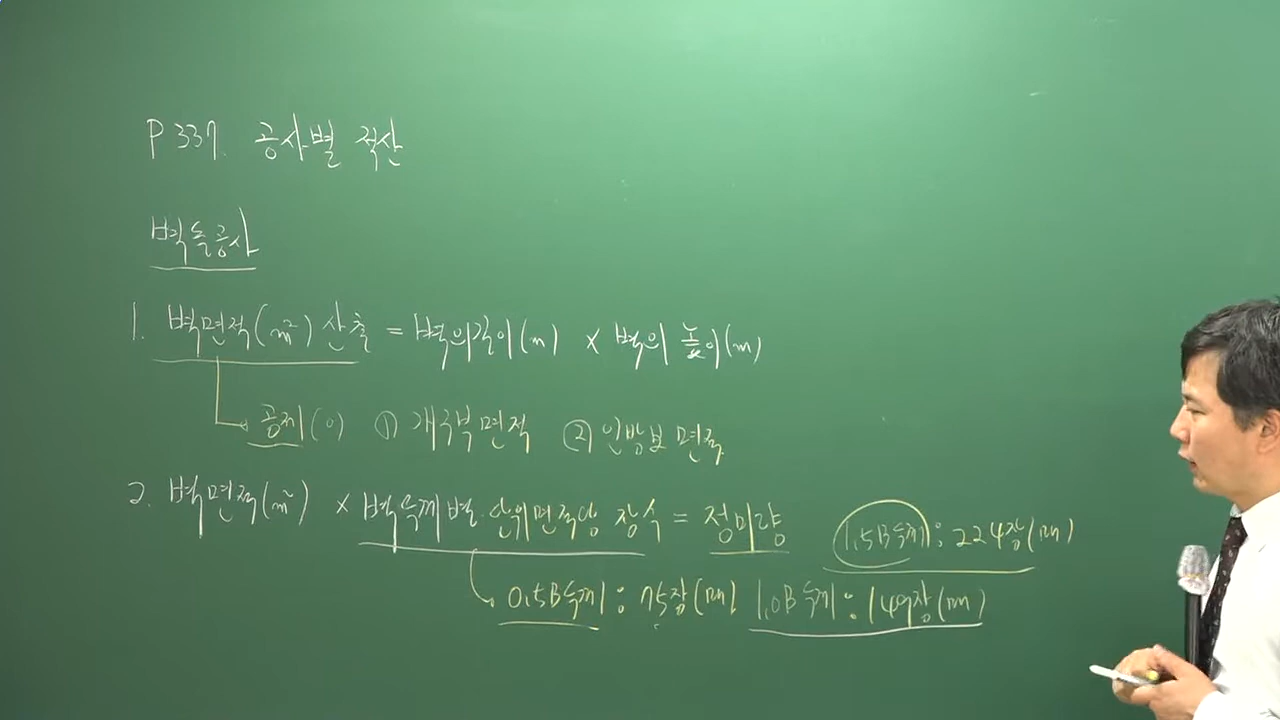 P 337. 공사별 적산
벽돌공사
1. 벽면적(m²) 산출 = 벽의길이(m) × 벽의 높이(m)
공제(0) ① 개구부 면적 ② 인방보 면적
2. 벽면적(m²) × 벽두께별 단위면적당 장수 = 정미량
1.5B두께 : 224장(m²)
0.5B두께 : 75장(m²) 1.0B두께 : 149장(m²)